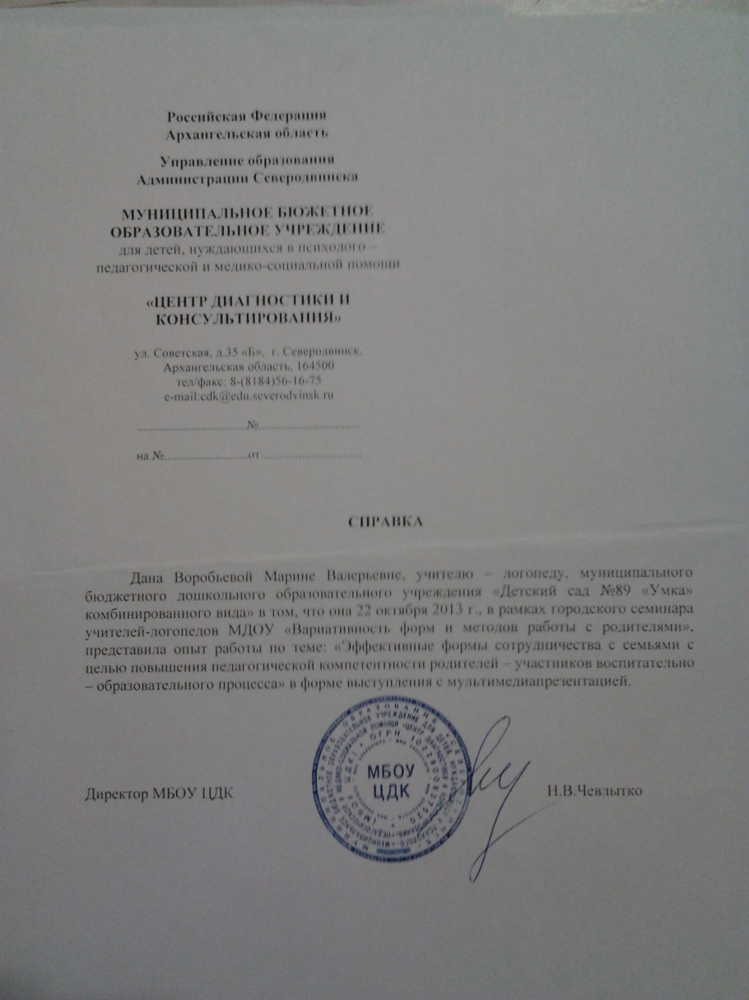 Российская Федерация
Архангельская область
Управление образования
Администрации Северодвинска
МУНИЦИПАЛЬНОЕ БЮЖЕТНОЕ
ОБРАЗОВАТЕЛЬНОЕ УЧРЕЖДЕНИЕ
для детей, нуждающихся в психолого –
педагогической и медико-социальной помощи
«ЦЕНТР ДИАГНОСТИКИ И
КОНСУЛЬТИРОВАНИЯ»
ул. Советская, д.35 «Б», г. Северодвинск,
Архангельская область, 164500
тел/факс: 8-(8184)56-16-75
e-mail:cdk@edu.severodvinsk.ru
..................................№................................
на №..........................от ...............................
СПРАВКА
Дана Воробьевой Марине Валерьевне, учителю – логопеду, муниципального
бюджетного дошкольного образовательного учреждения «Детский сад №89 «Умка»
комбинированного вида» в том, что она 22 октября 2013 г., в рамках городского семинара
учителей-логопедов МДОУ «Вариативность форм и методов работы с родителями»,
представила опыт работы по теме: «Эффективные формы сотрудничества с семьями с
целью повышения педагогической компетентности родителей – участников воспитательно
– образовательного процесса» в форме выступления с мультимедиапрезентацией.
МБОУ
ЦДК
Директор МБОУ ЦДК
Н.В.Чевлытко